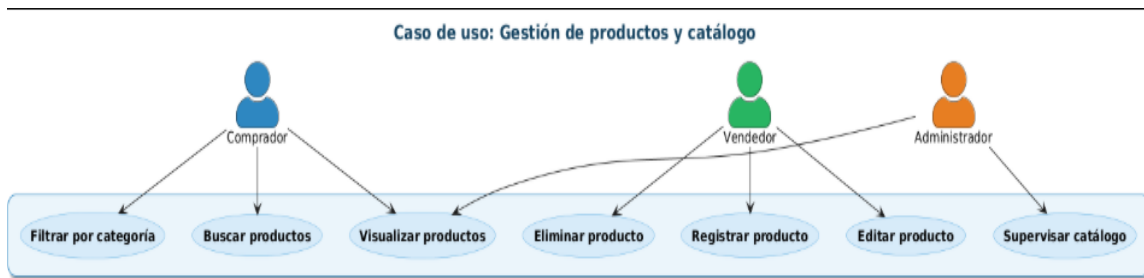 Caso de uso: Gestión de productos y catálogo
Comprador
Vendedor
Administrador
Filtrar por categoría
Buscar productos
Visualizar productos
Eliminar producto
Registrar producto
Editar producto
Supervisar catálogo